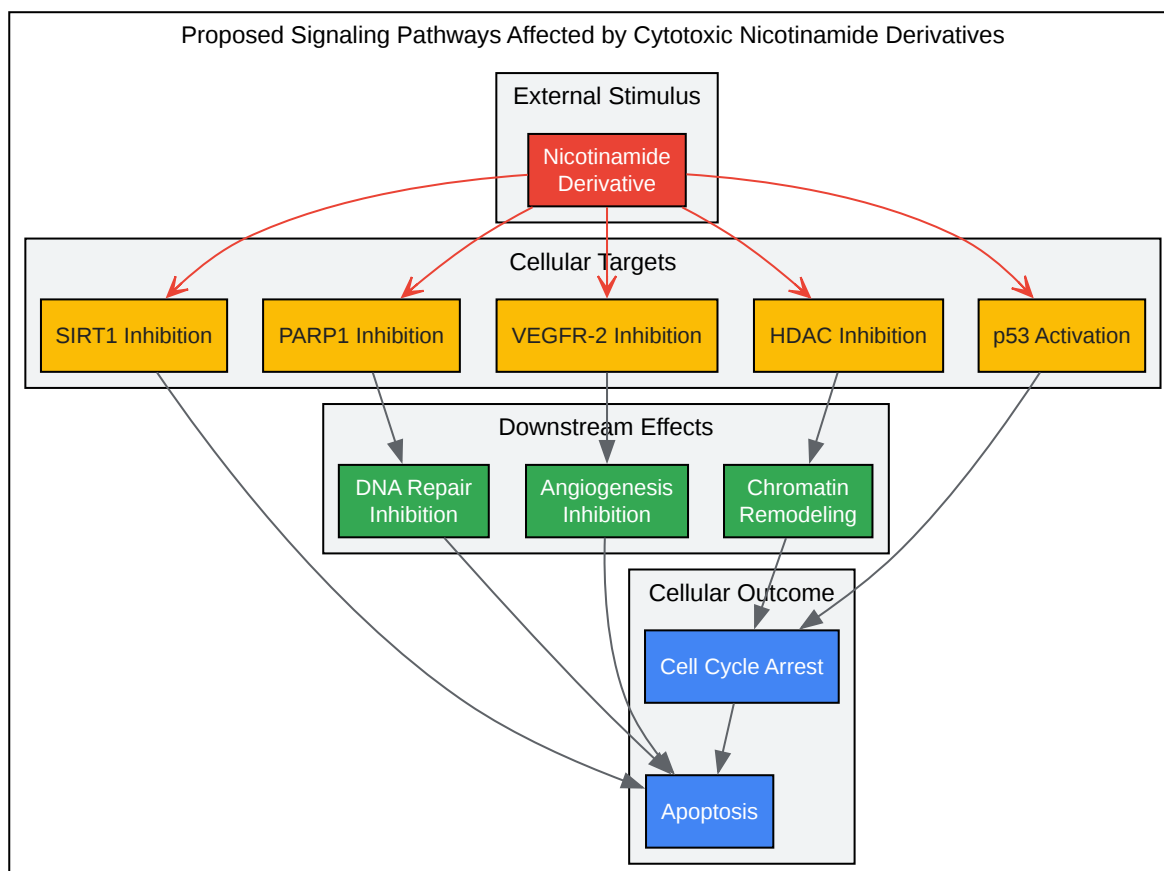 Proposed Signaling Pathways Affected by Cytotoxic Nicotinamide Derivatives
External Stimulus
Nicotinamide
Derivative
Cellular Targets
SIRT1 Inhibition
PARP1 Inhibition
VEGFR-2 Inhibition
HDAC Inhibition
p53 Activation
Downstream Effects
DNA Repair
Inhibition
Angiogenesis
Inhibition
Chromatin
Remodeling
Cellular Outcome
Cell Cycle Arrest
Apoptosis